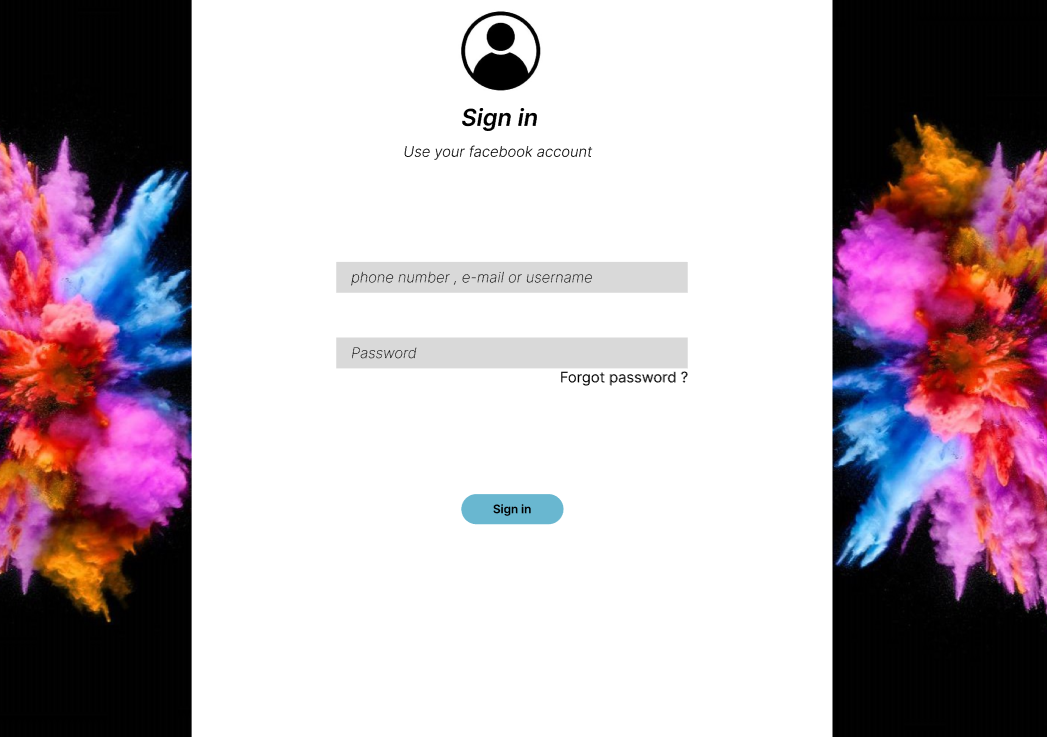 Sign in
Use your facebook account
phone number , e-mail or username
Password
Forgot password ?
Sign in